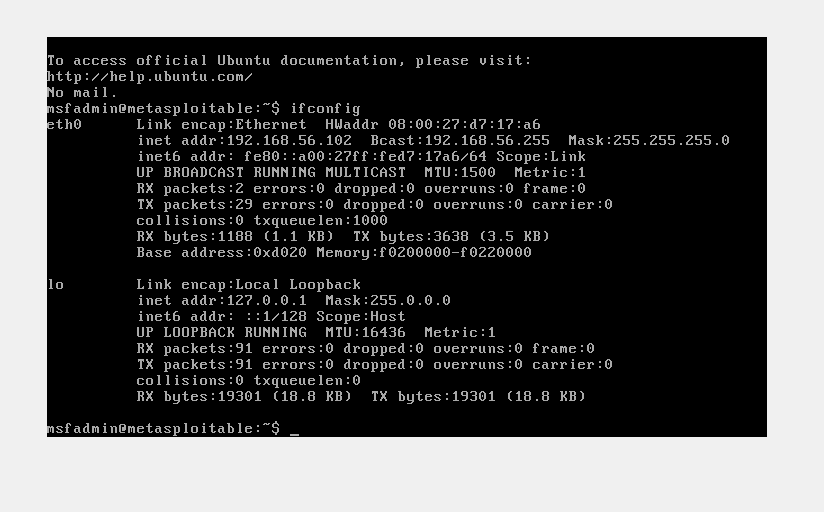 To access official Ubuntu documentation, please visit:
http://help.ubuntu.com/
No mail.
msfadmin@metasploitable:~$ ifconfig
eth0      Link encap:Ethernet  HWaddr 08:00:27:d7:17:a6
          inet addr:192.168.56.102  Bcast:192.168.56.255  Mask:255.255.255.0
          inet6 addr: fe80::a00:27ff:fed7:17a6/64 Scope:Link
          UP BROADCAST RUNNING MULTICAST  MTU:1500  Metric:1
          RX packets:2 errors:0 dropped:0 overruns:0 frame:0
          TX packets:29 errors:0 dropped:0 overruns:0 carrier:0
          collisions:0 txqueuelen:1000
          RX bytes:1188 (1.1 KB)  TX bytes:3638 (3.5 KB)
          Base address:0xd020 Memory:f0200000-f0220000
lo        Link encap:Local Loopback
          inet addr:127.0.0.1  Mask:255.0.0.0
          inet6 addr: ::1/128 Scope:Host
          UP LOOPBACK RUNNING  MTU:16436  Metric:1
          RX packets:91 errors:0 dropped:0 overruns:0 frame:0
          TX packets:91 errors:0 dropped:0 overruns:0 carrier:0
          collisions:0 txqueuelen:0
          RX bytes:19301 (18.8 KB)  TX bytes:19301 (18.8 KB)
msfadmin@metasploitable:~$ _